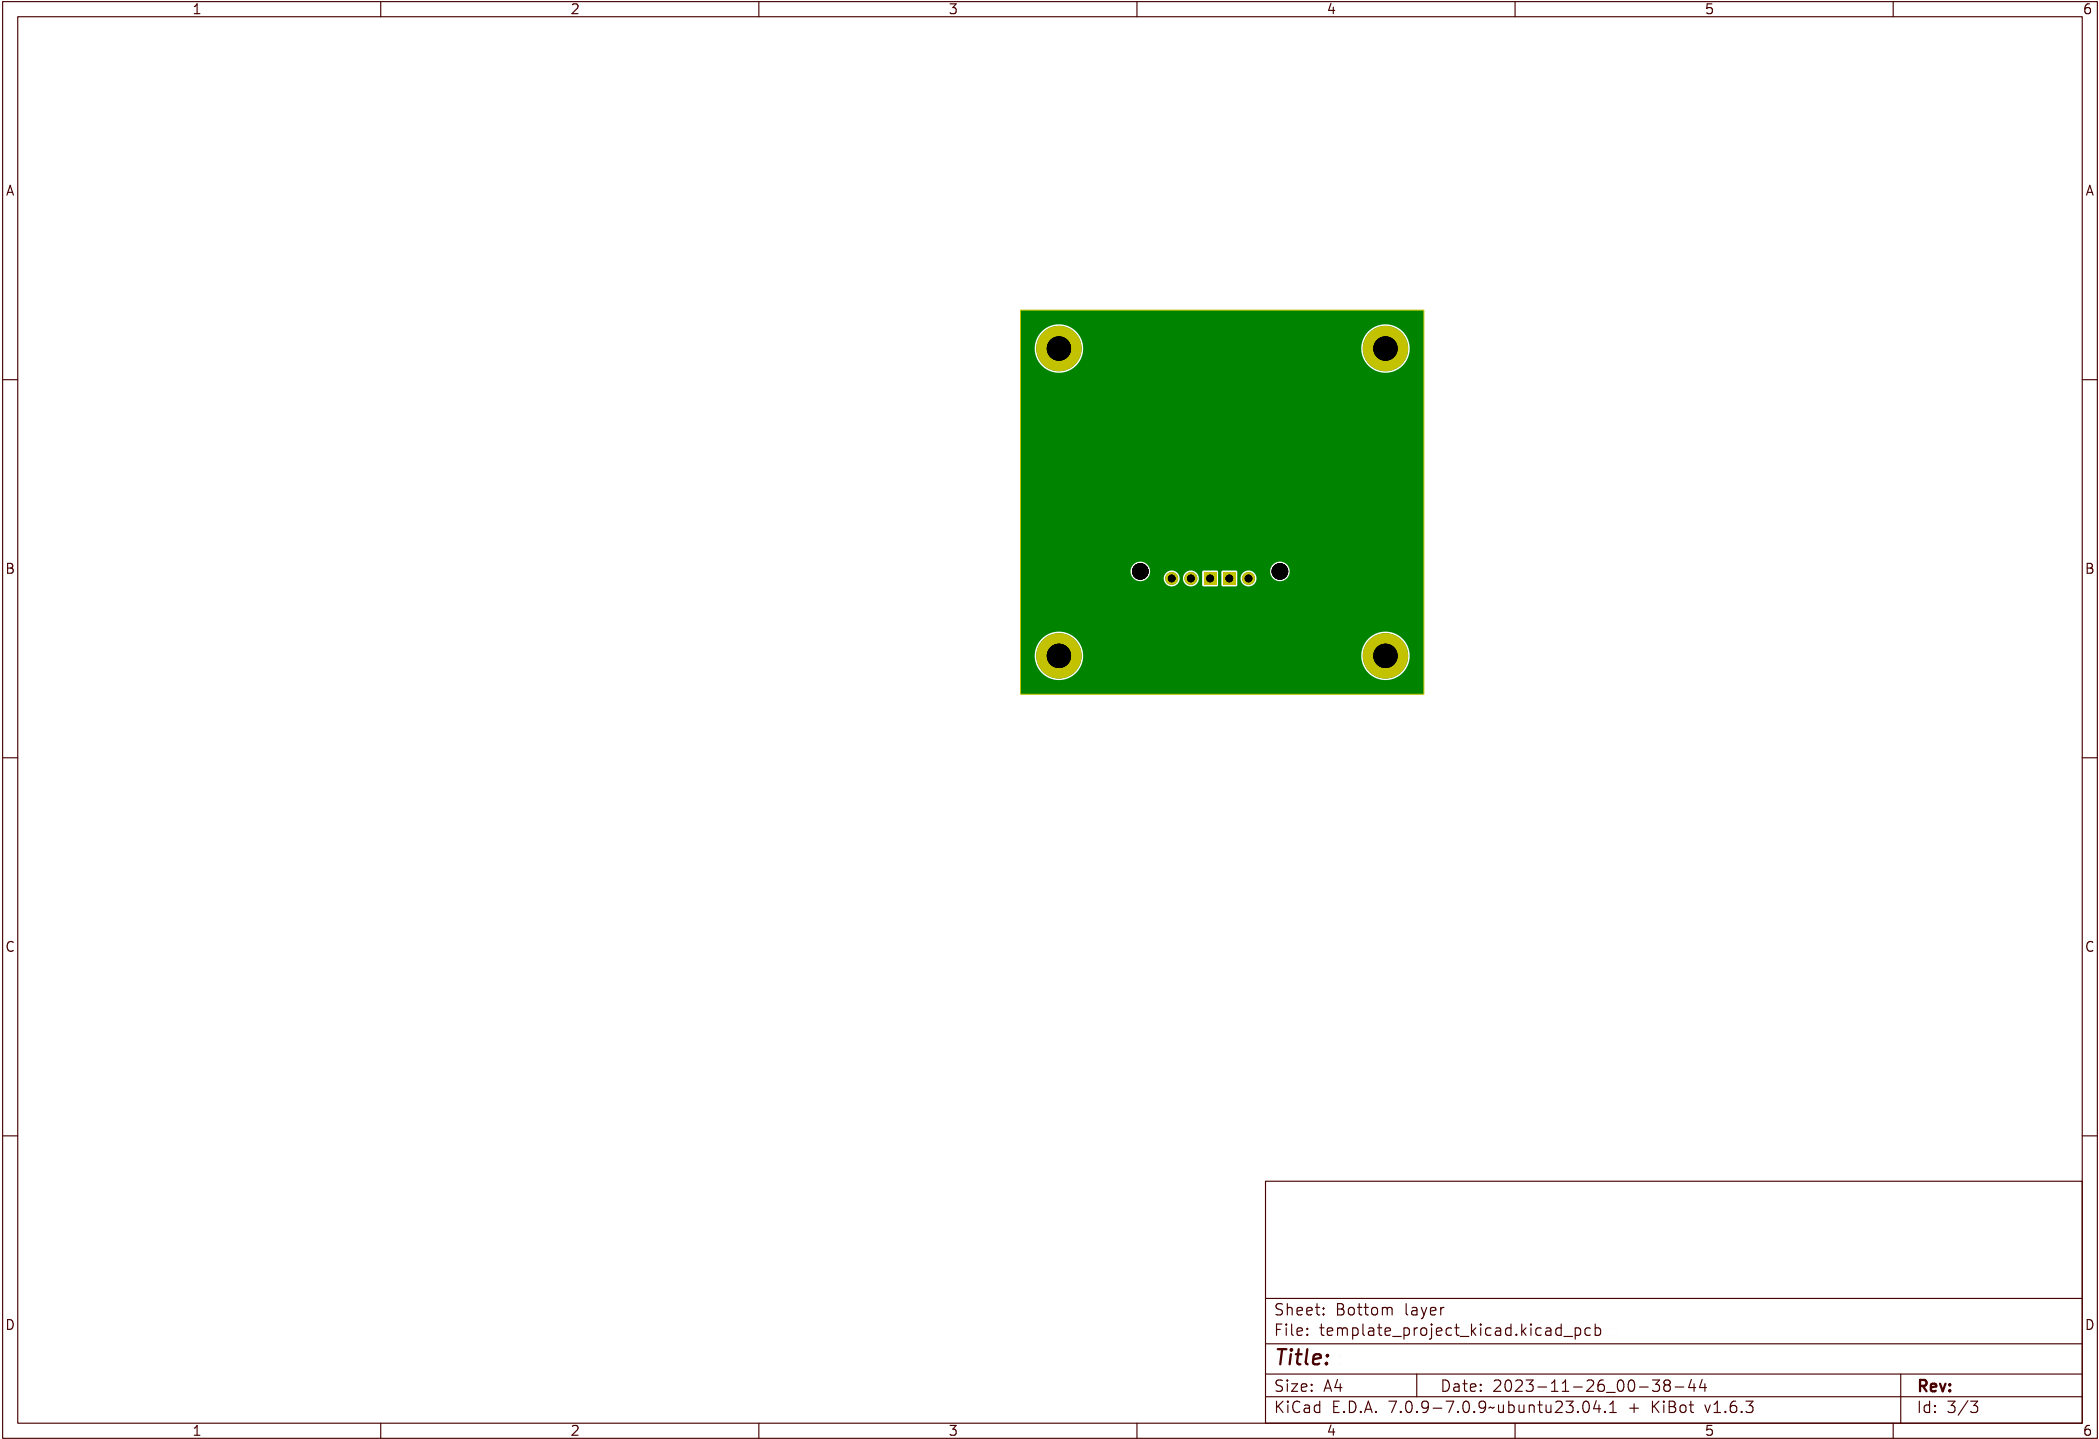 1 2 3 4 5 6
A A
B B
C C
Sheet: Bottom layer
File: template_project_kicad.kicad_pcb
D D
Title:
Size: A4 Date: 2023-11-26_00-38-44 Rev:
KiCad E.D.A. 7.0.9-7.0.9~ubuntu23.04.1 + KiBot v1.6.3 Id: 3/3
1 2 3 4 5 6